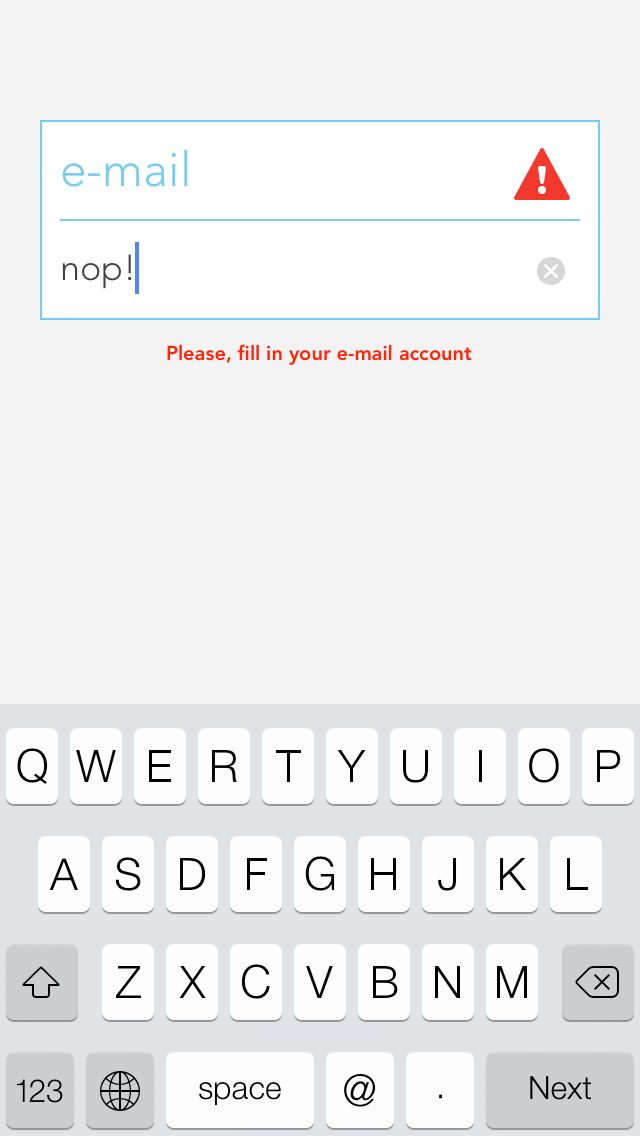 e-mail
nop!
Please, fill in your e-mail account
Q W E R T Y U I O P
A S D F G H J K L
Z X C V B N M
123 space @ . Next